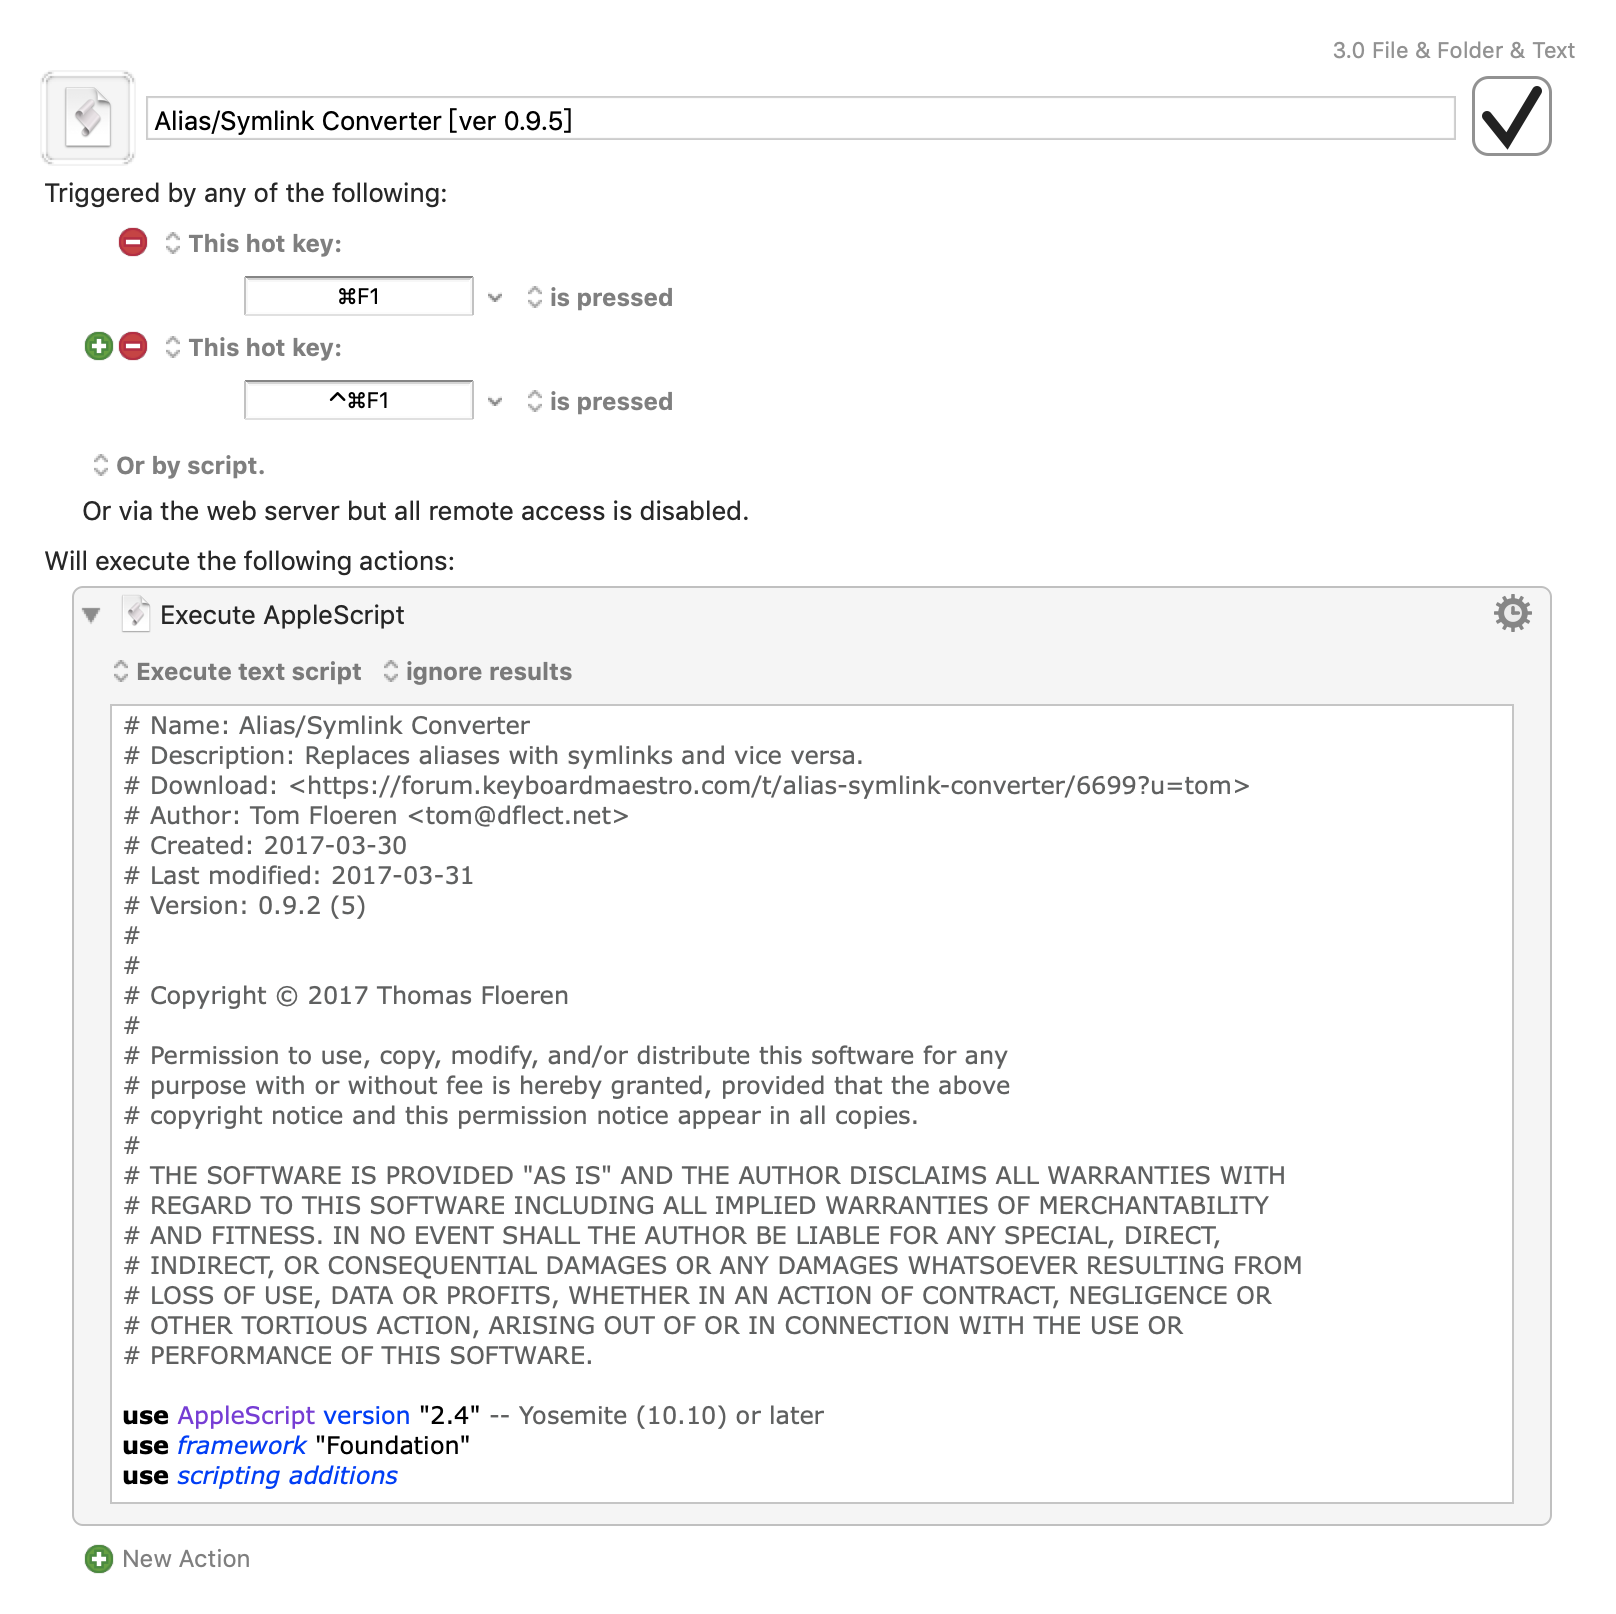 3.0 File & Folder & Text
Alias/Symlink Converter [ver 0.9.5]
Triggered by any of the following:
This hot key:
⌘F1 is pressed
This hot key:
^⌘F1 is pressed
Or by script.
Or via the web server but all remote access is disabled.
Will execute the following actions:
Execute AppleScript
Execute text script ignore results
# Name: Alias/Symlink Converter
# Description: Replaces aliases with symlinks and vice versa.
# Download: <https://forum.keyboardmaestro.com/t/alias-symlink-converter/6699?u=tom>
# Author: Tom Floeren <tom@dflect.net>
# Created: 2017-03-30
# Last modified: 2017-03-31
# Version: 0.9.2 (5)
#
#
# Copyright © 2017 Thomas Floeren
#
# Permission to use, copy, modify, and/or distribute this software for any
# purpose with or without fee is hereby granted, provided that the above
# copyright notice and this permission notice appear in all copies.
#
# THE SOFTWARE IS PROVIDED "AS IS" AND THE AUTHOR DISCLAIMS ALL WARRANTIES WITH
# REGARD TO THIS SOFTWARE INCLUDING ALL IMPLIED WARRANTIES OF MERCHANTABILITY
# AND FITNESS. IN NO EVENT SHALL THE AUTHOR BE LIABLE FOR ANY SPECIAL, DIRECT,
# INDIRECT, OR CONSEQUENTIAL DAMAGES OR ANY DAMAGES WHATSOEVER RESULTING FROM
# LOSS OF USE, DATA OR PROFITS, WHETHER IN AN ACTION OF CONTRACT, NEGLIGENCE OR
# OTHER TORTIOUS ACTION, ARISING OUT OF OR IN CONNECTION WITH THE USE OR
# PERFORMANCE OF THIS SOFTWARE.
use AppleScript version "2.4" -- Yosemite (10.10) or later
use framework "Foundation"
use scripting additions
New Action